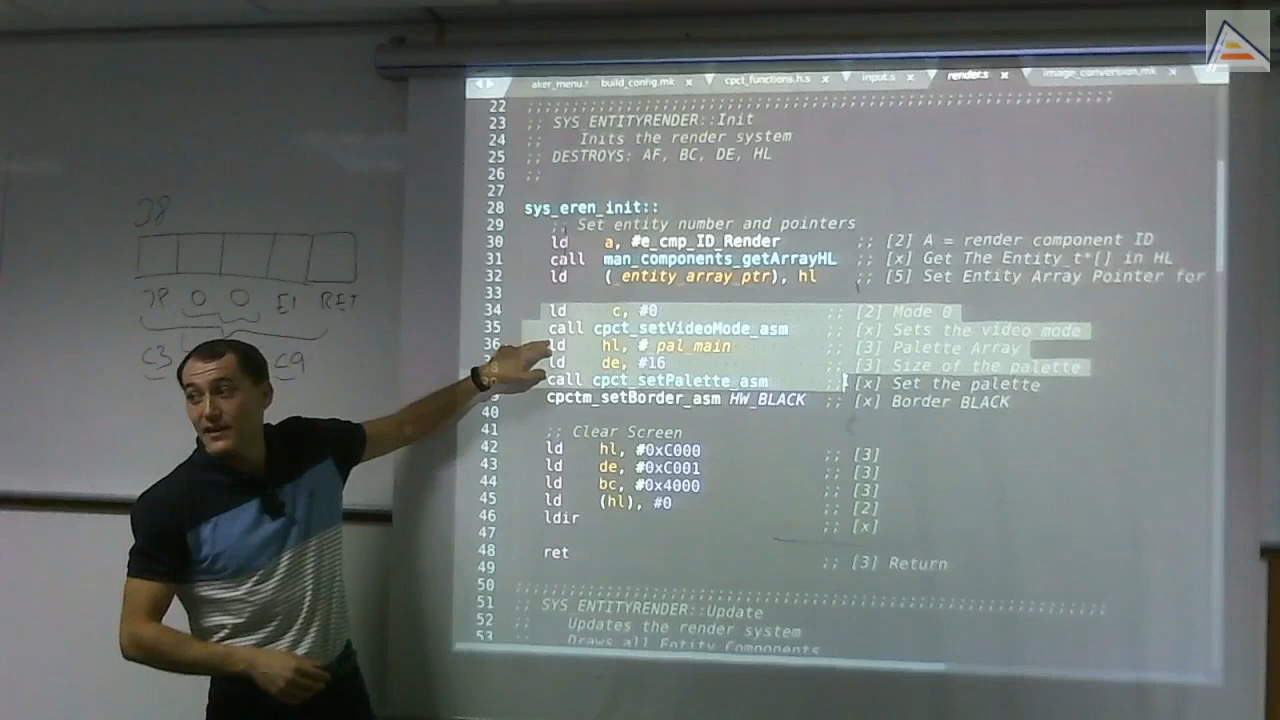 aker_menu.s build_config.mk x cpct_functions.h.s x input.s x render.s x image_conversion.mk x
22 ;;;;;;;;;;;;;;;;;;;;;;;;;;;;;;;;;;;;;;;;;;;;;;;;;;;;;;;;;;;;;;;;;;;;;;
23 ;; SYS ENTITYRENDER::Init
24 ;; Inits the render system
25 ;; DESTROYS: AF, BC, DE, HL
26 ;;
27
28 sys_eren_init::
29 ;; Set entity number and pointers
30 ld a, #e_cmp_ID_Render ;; [2] A = render component ID
31 call man_components_getArrayHL ;; [x] Get The Entity_t*[] in HL
32 ld (_entity_array_ptr), hl ;; [5] Set Entity Array Pointer for
33
34 ld c, #0 ;; [2] Mode 0
35 call cpct_setVideoMode_asm ;; [x] Sets the video mode
36 ld hl, #_pal_main ;; [3] Palette Array
ld de, #16 ;; [3] Size of the palette
call cpct_setPalette_asm ;; [x] Set the palette
cpctm_setBorder_asm HW_BLACK ;; [x] Border BLACK
40
41 ;; Clear Screen
42 ld hl, #0xC000 ;; [3]
43 ld de, #0xC001 ;; [3]
44 ld bc, #0x4000 ;; [3]
45 ld (hl), #0 ;; [2]
46 ldir ;; [x]
47
48 ret ;; [3] Return
49
50 ;;;;;;;;;;;;;;;;;;;;;;;;;;;;;;;;;;;;;;;;;;;;;;;;;;;;;;;;;;;;;;;;;;;;;;
51 ;; SYS ENTITYRENDER::Update
52 ;; Updates the render system
53 ;; Draws all Entity Components
38
JP 0 0 EI RET
C3 C9